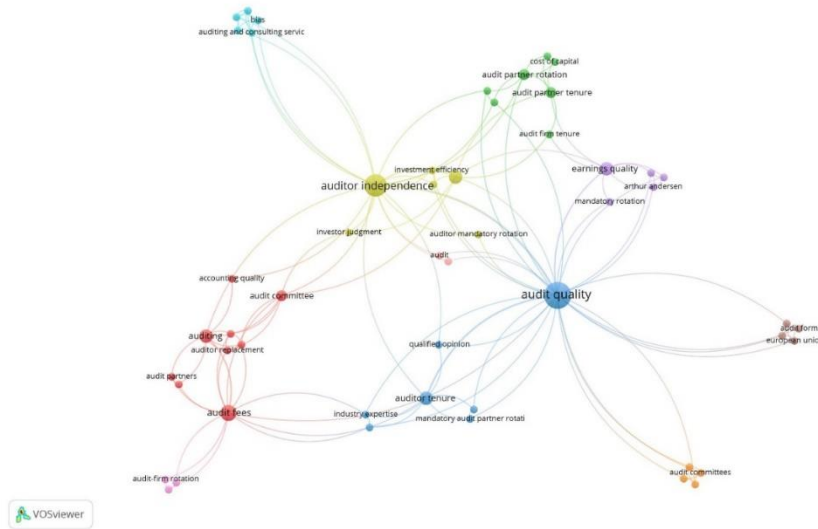 bias
auditing and consulting servic
cost of capital
audit partner rotation
audit partner tenure
audit firm tenure
investment efficiency
earnings quality
auditor independence
arthur andersen
mandatory rotation
investor judgment
auditor mandatory rotation
audit
accounting quality
audit committee
audit quality
auditing
audit form
qualified opinion
european unio
auditor replacement
audit partners
auditor tenure
audit fees
industry expertise
mandatory audit partner rotati
audit committees
audit-firm rotation
VOSviewer